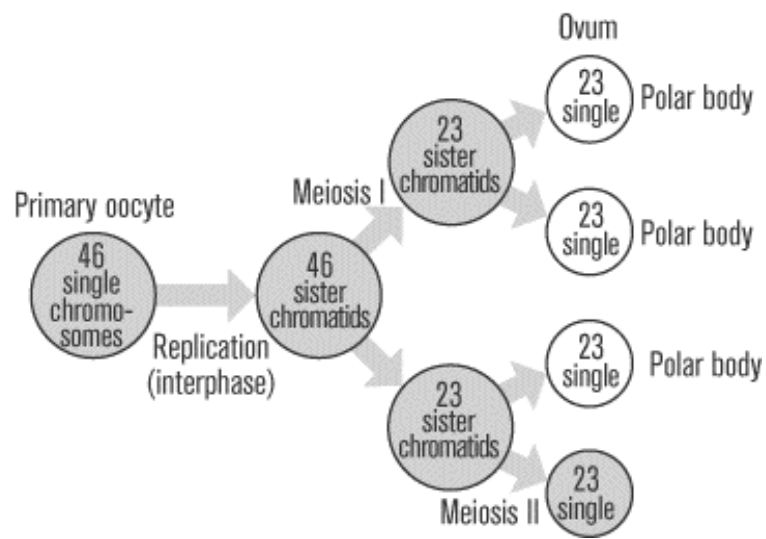 Ovum
23
single
Polar body
23
sister
chromatids
Meiosis I
23
single
Polar body
Primary oocyte
46
single
chromo-
somes
Replication
(interphase)
46
sister
chromatids
23
single
Polar body
23
sister
chromatids
Meiosis II
23
single